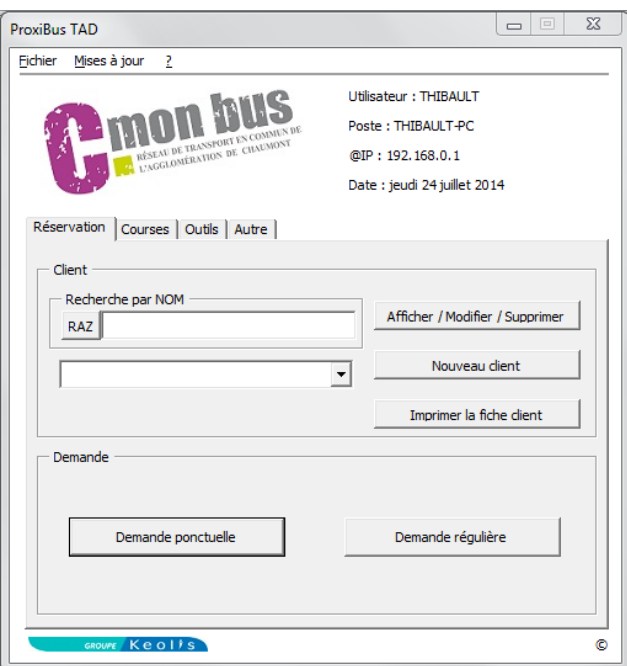 ProxiBus TAD
Fichier Mises à jour ?
Cmon bus
RÉSEAU DE TRANSPORT EN COMMUN DE
L'AGGLOMÉRATION DE CHAUMONT
Utilisateur : THIBAULT
Poste : THIBAULT-PC
@IP : 192.168.0.1
Date : jeudi 24 juillet 2014
Réservation Courses Outils Autre
Client
Recherche par NOM
RAZ
Afficher / Modifier / Supprimer
Nouveau client
Imprimer la fiche client
Demande
Demande ponctuelle Demande régulière
GROUPE Keolis ©